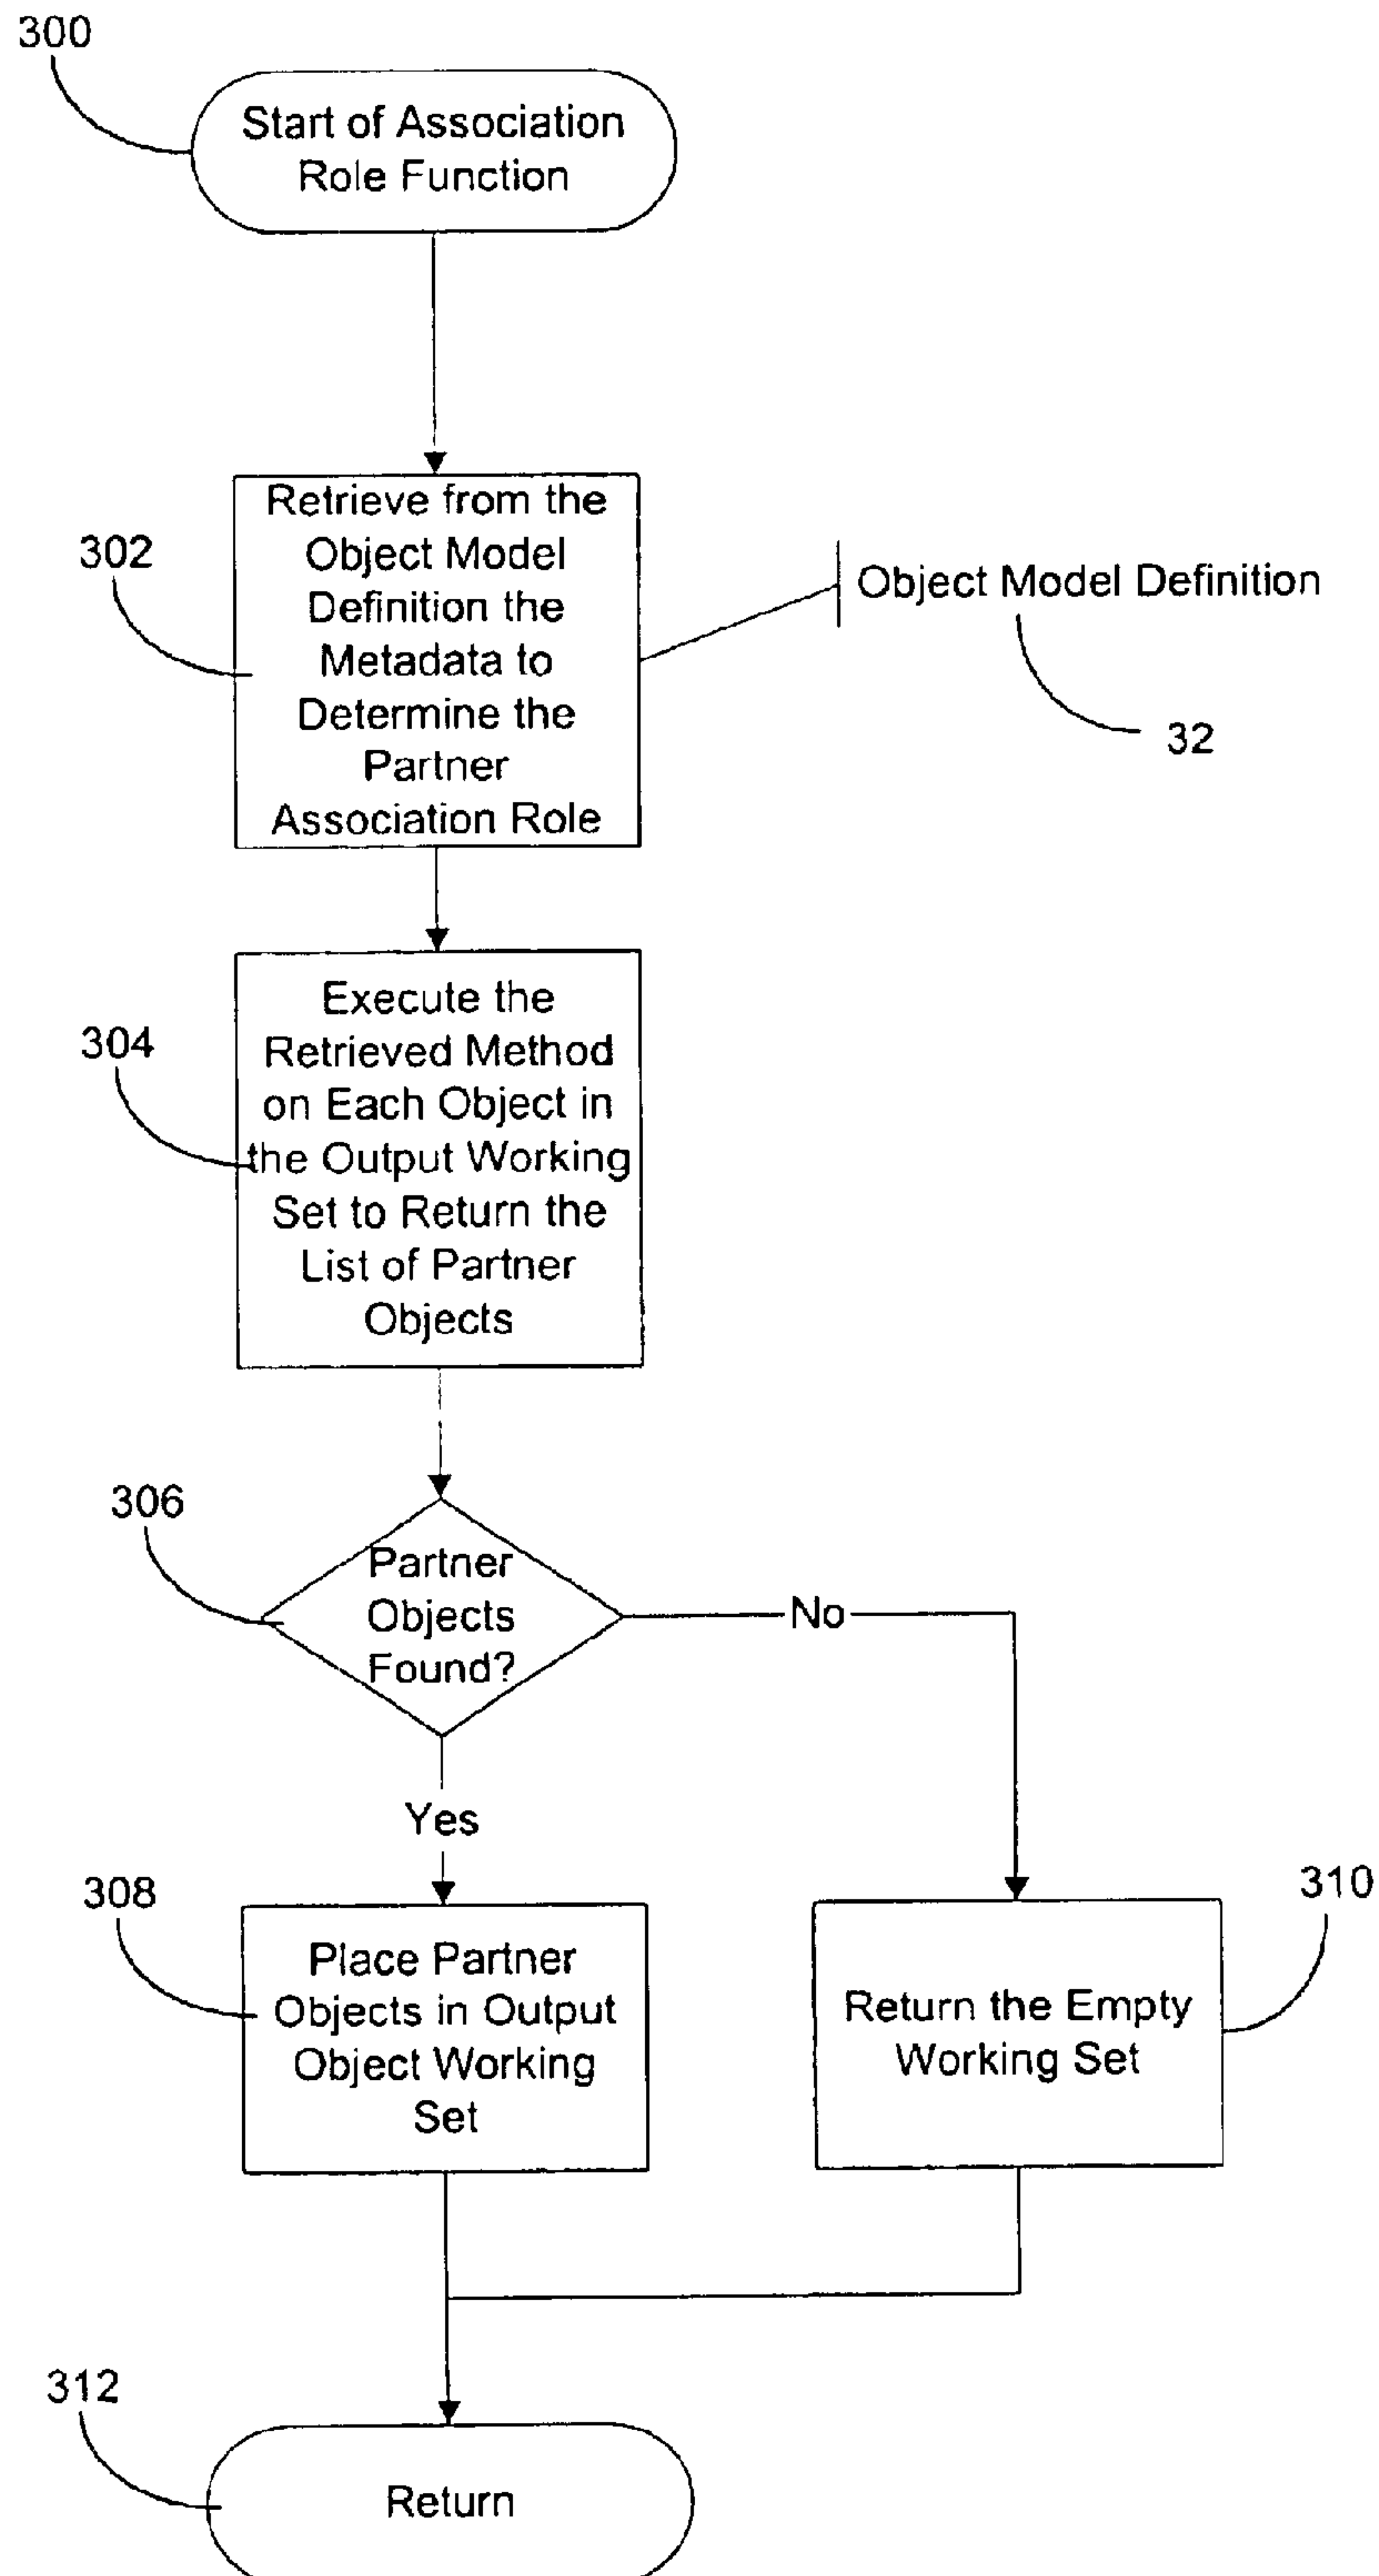 300
Start of Association
Role Function
302
Retrieve from the
Object Model
Definition the
Metadata to
Determine the
Partner
Association Role
Object Model Definition
32
304
Execute the
Retrieved Method
on Each Object in
the Output Working
Set to Return the
List of Partner
Objects
306
Partner
Objects
Found?
No
Yes
308
Place Partner
Objects in Output
Object Working
Set
310
Return the Empty
Working Set
312
Return